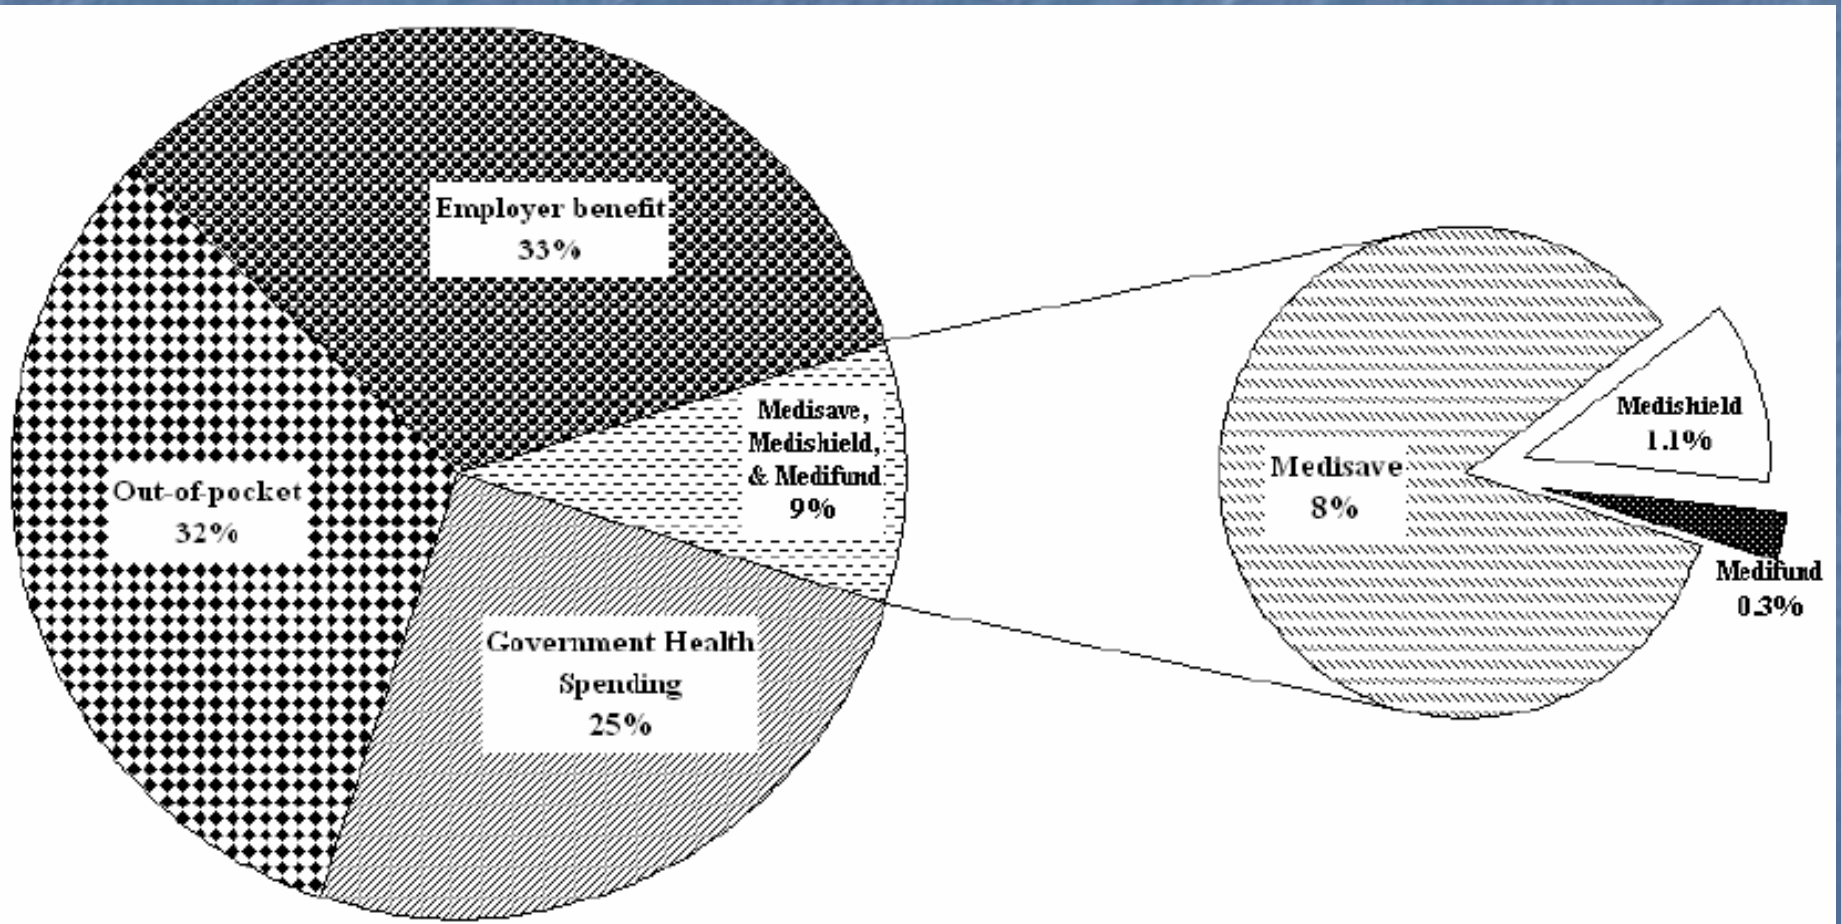 Employer benefit
33%
Medisave,
Medishield,
& Medifund
9%
Out-of-pocket
32%
Government Health
Spending
25%
Medisave
8%
Medishield
1.1%
Medifund
0.3%